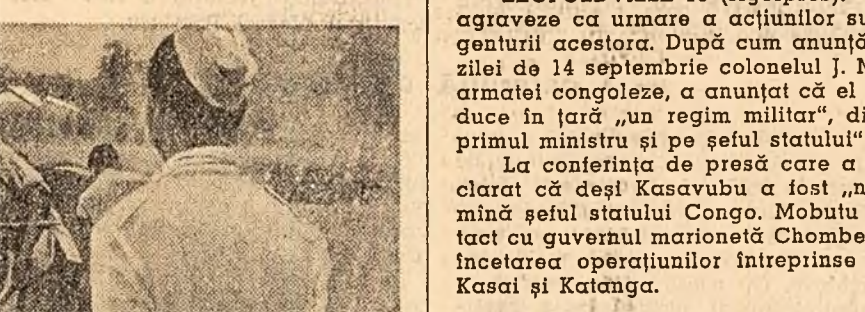 agraveze ca urmare a acțiunilor su
genturii acestora. După cum anunță
zilei de 14 septembrie colonelul J. M
armatei congoleze, a anunțat că el
duce în țară „un regim militar“, di
primul ministru și pe șeful statului“
La conferința de presă care a
clarat că deși Kasavubu a fost „n
mînă șeful statului Congo. Mobutu
tact cu guvernul marionetă Chombe
încetarea operațiunilor întreprinse
Kasai și Katanga.